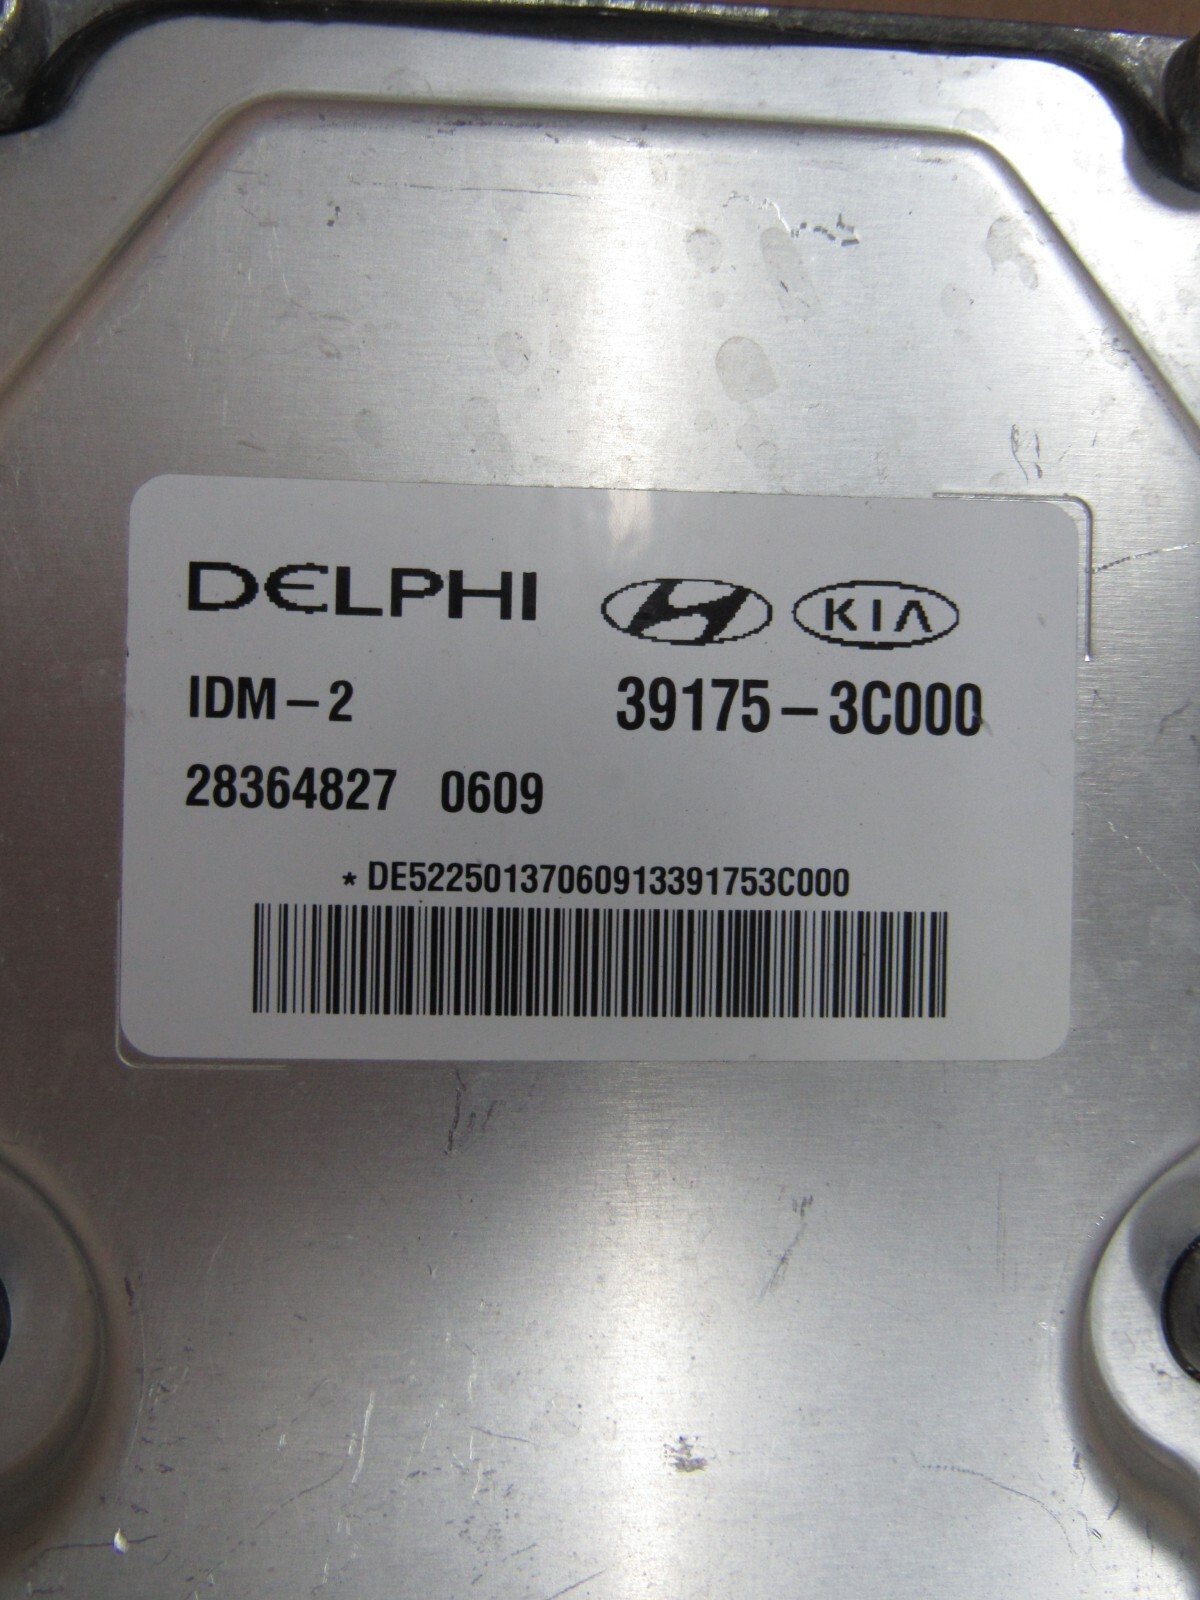 DELPHI KIA
IDM-2 39175-3C000
28364827 0609
*DE52250137060913391753C000